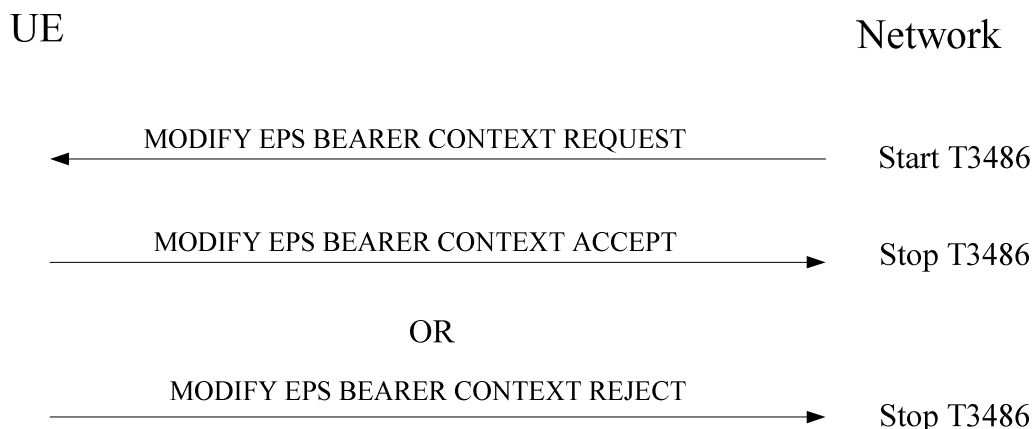 UE
Network
MODIFY EPS BEARER CONTEXT REQUEST
Start T3486
MODIFY EPS BEARER CONTEXT ACCEPT
Stop T3486
OR
MODIFY EPS BEARER CONTEXT REJECT
Stop T3486